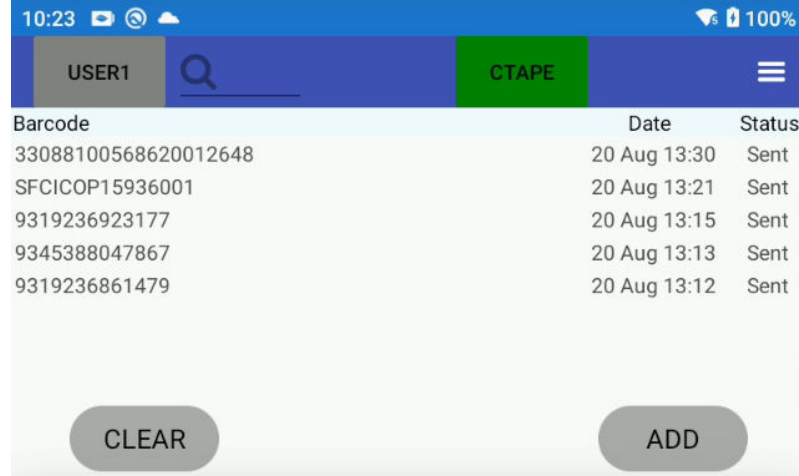 10:23 100%
USER1 CTAPE
Barcode Date Status
33088100568620012648 20 Aug 13:30 Sent
SFCICOP15936001 20 Aug 13:21 Sent
9319236923177 20 Aug 13:15 Sent
9345388047867 20 Aug 13:13 Sent
9319236861479 20 Aug 13:12 Sent
CLEAR ADD